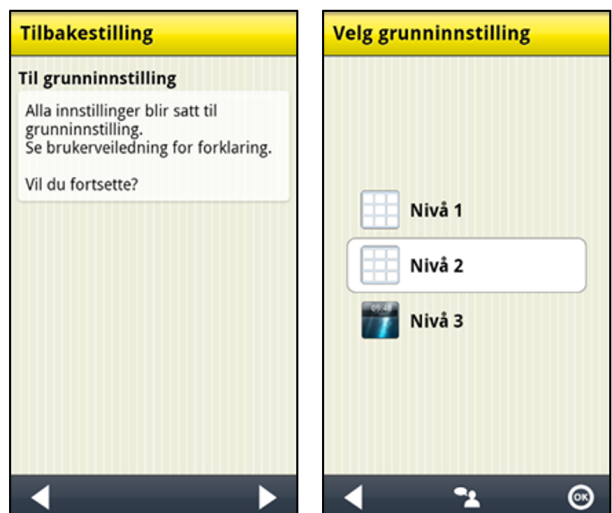 Tilbakestilling
Til grunninnstilling
Alla innstillinger blir satt til
grunninnstilling.
Se brukerveiledning for forklaring.
Vil du fortsette?
Velg grunninnstilling
Nivå 1
Nivå 2
Nivå 3
OK